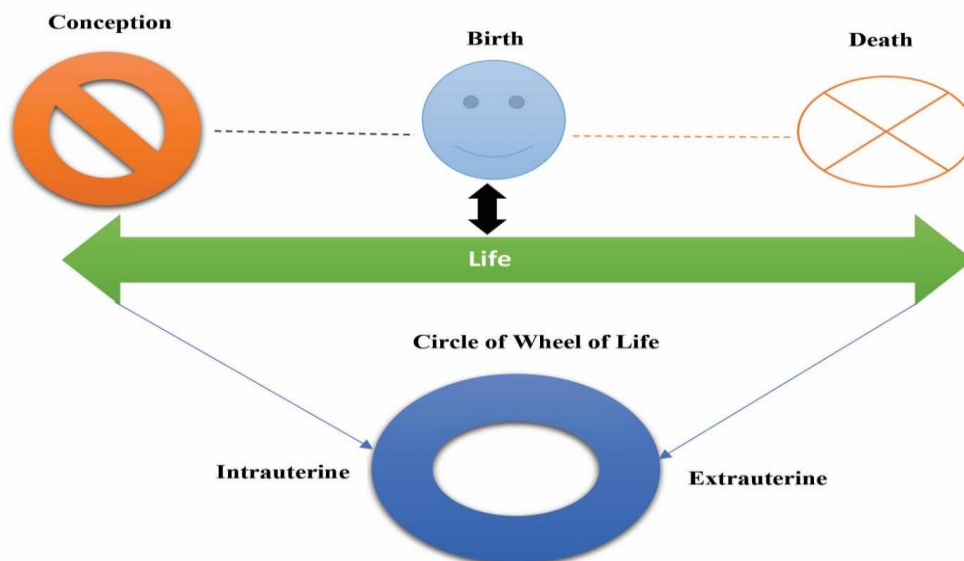 Conception
Birth
Death
Life
Circle of Wheel of Life
Intrauterine
Extrauterine